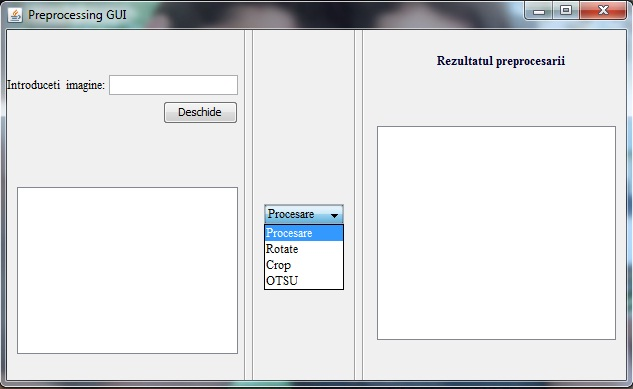 Preprocessing GUI
Introduceti imagine:
Deschide
Procesare
Procesare
Rotate
Crop
OTSU
Rezultatul preprocesarii